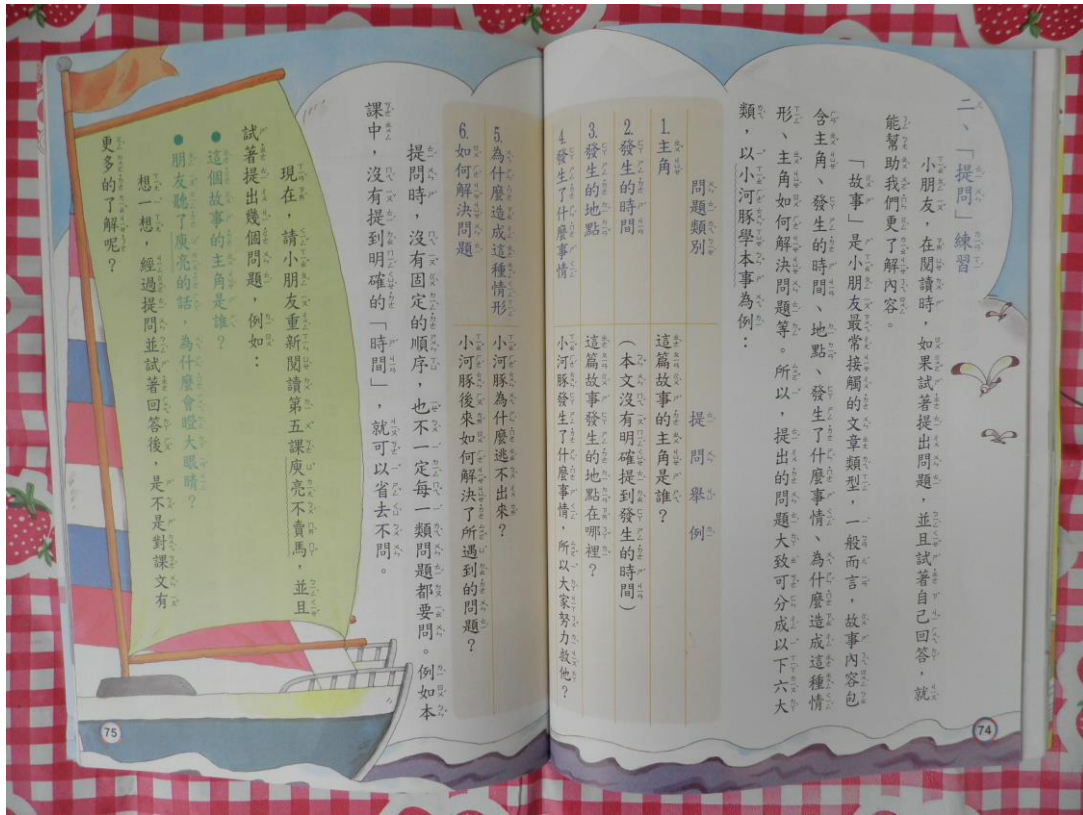 二、「提問」練習
小朋友，在閱讀時，如果試著提出問題，並且試著自己回答，就
能幫助我們更了解內容。
「故事」是小朋友最常接觸的文章類型，一般而言，故事內容包
含主角、發生的時間、地點、發生了什麼事情、為什麼造成這種情
形、主角如何解決問題等。所以，提出的問題大致可分成以下六大
類，以小河豚學本事為例：
問題類別 提問舉例
1.主角 這篇故事的主角是誰？
2.發生的時間 （本文沒有明確提到發生的時間）
3.發生的地點 這篇故事發生的地點在哪裡？
4.發生了什麼事情 小河豚發生了什麼事情，所以大家努力救他？
5.為什麼造成這種情形 小河豚為什麼逃不出來？
6.如何解決問題 小河豚後來如何解決了所遇到的問題？
提問時，沒有固定的順序，也不一定每一類問題都要問。例如本
課中，沒有提到明確的「時間」，就可以省去不問。
現在，請小朋友重新閱讀第五課庾亮不賣馬，並且
試著提出幾個問題，例如：
●這個故事的主角是誰？
●朋友聽了庾亮的話，為什麼會瞪大眼睛？
想一想，經過提問並試著回答後，是不是對課文有
更多的了解呢？
74
75